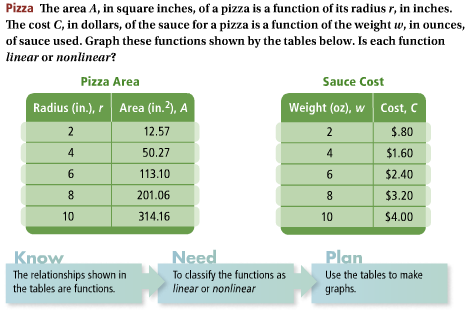 Pizza The area A, in square inches, of a pizza is a function of its radius r, in inches.
The cost C, in dollars, of the sauce for a pizza is a function of the weight w, in ounces,
of sauce used. Graph these functions shown by the tables below. Is each function
linear or nonlinear?
Pizza Area
Radius (in.), r Area (in.²), A
2 12.57
4 50.27
6 113.10
8 201.06
10 314.16
Sauce Cost
Weight (oz), w Cost, C
2 $.80
4 $1.60
6 $2.40
8 $3.20
10 $4.00
Know
The relationships shown in
the tables are functions.
Need
To classify the functions as
linear or nonlinear
Plan
Use the tables to make
graphs.